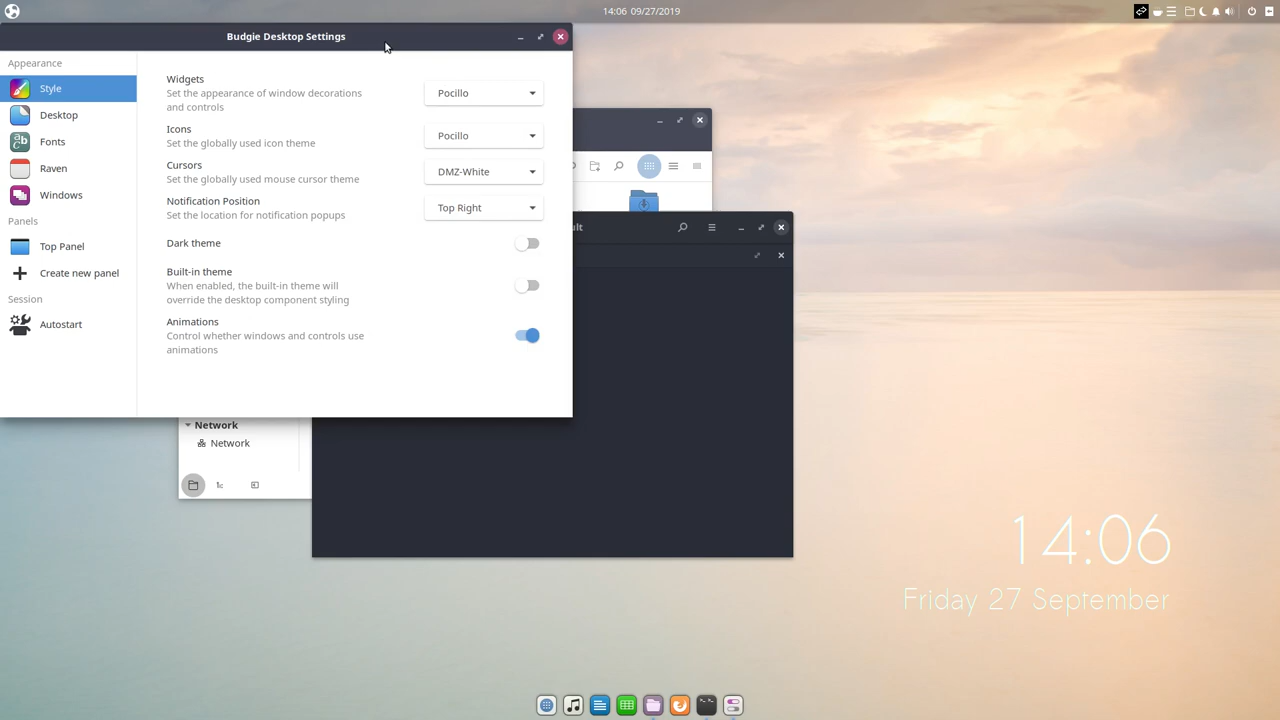 14:06 09/27/2019
Budgie Desktop Settings
Appearance
Style
Desktop
Fonts
Raven
Windows
Panels
Top Panel
Create new panel
Session
Autostart
Widgets
Set the appearance of window decorations
and controls
Pocillo
Icons
Set the globally used icon theme
Pocillo
Cursors
Set the globally used mouse cursor theme
DMZ-White
Notification Position
Set the location for notification popups
Top Right
Dark theme
Built-in theme
When enabled, the built-in theme will
override the desktop component styling
Animations
Control whether windows and controls use
animations
ult
Network
Network
14:06
Friday 27 September